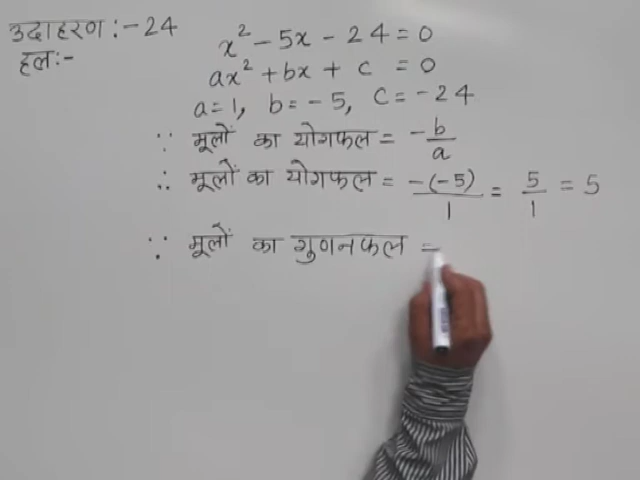 उदाहरण :- 24
x² - 5x - 24 = 0
हल :-
ax² + bx + c = 0
a = 1, b = - 5, c = - 24
∵ मूलों का योगफल = - b/a
∴ मूलों का योगफल = -(-5)/1 = 5/1 = 5
∵ मूलों का गुणनफल =